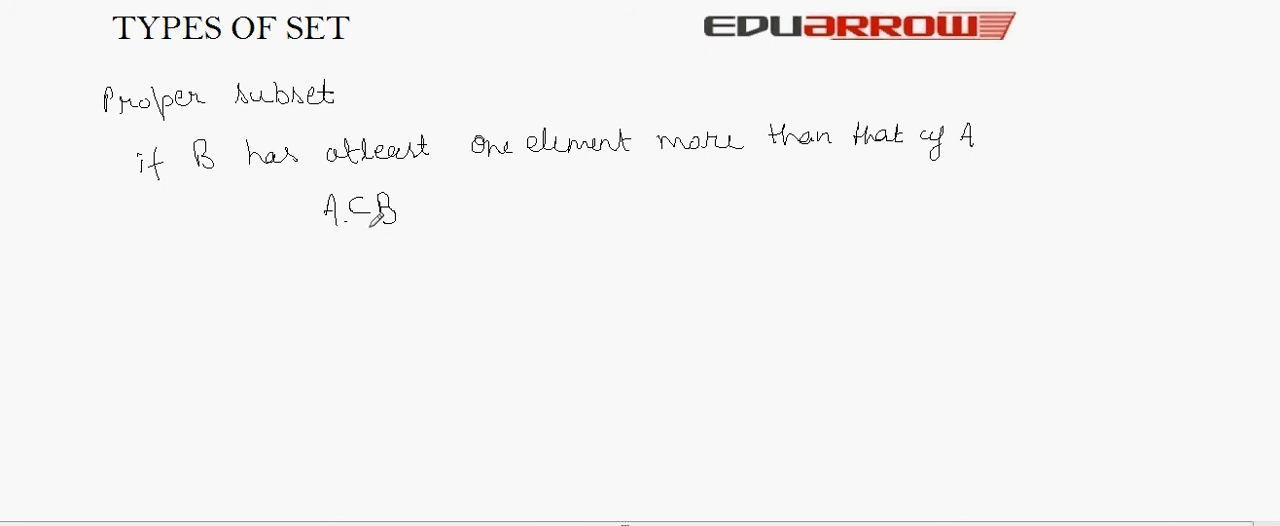 TYPES OF SET
EDUARROW
Proper subset
if B has atleast one element more than that of A
A ⊂ B